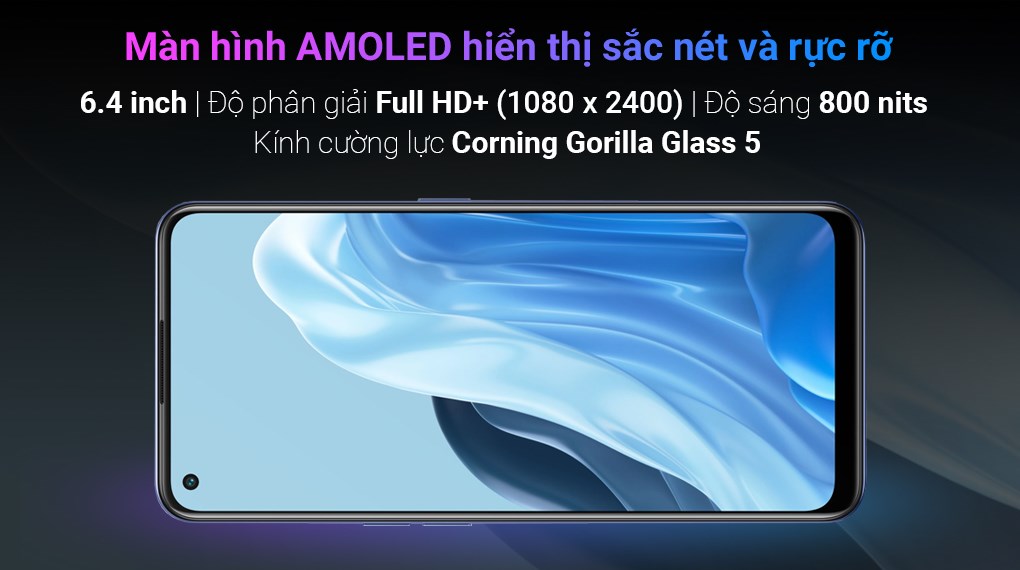 Màn hình AMOLED hiển thị sắc nét và rực rỡ
6.4 inch | Độ phân giải Full HD+ (1080 x 2400) | Độ sáng 800 nits
Kính cường lực Corning Gorilla Glass 5